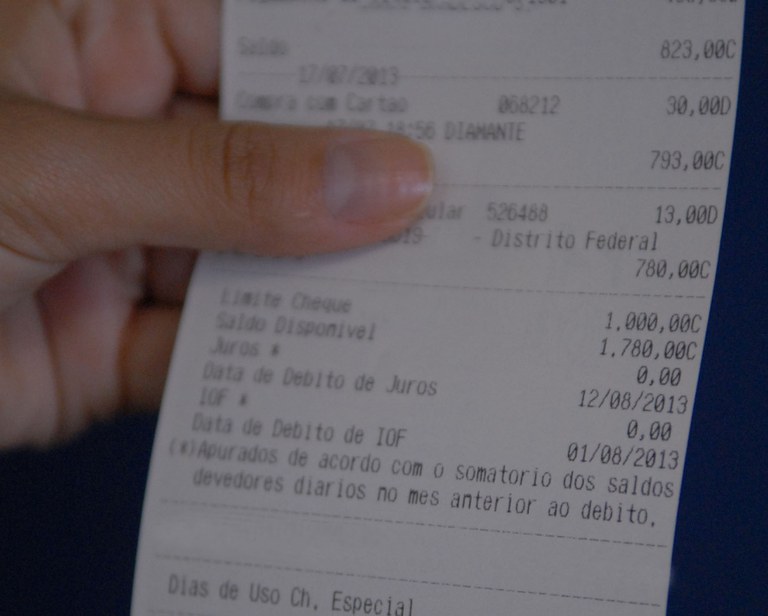 Saldo 823,00C
17/07/2013
Compra com Cartao 068212 30,00D
18:56 DIAMANTE
793,00C
ular 526488 13,00D
- Distrito Federal
780,00C
Limite Cheque 1.000,00C
Saldo Disponivel 1.780,00C
Juros * 0,00
Data de Debito de Juros 12/08/2013
IOF * 0,00
Data de Debito de IOF 01/08/2013
(*)Apurados de acordo com o somatorio dos saldos
devedores diarios no mes anterior ao debito.
Dias de Uso Ch. Especial